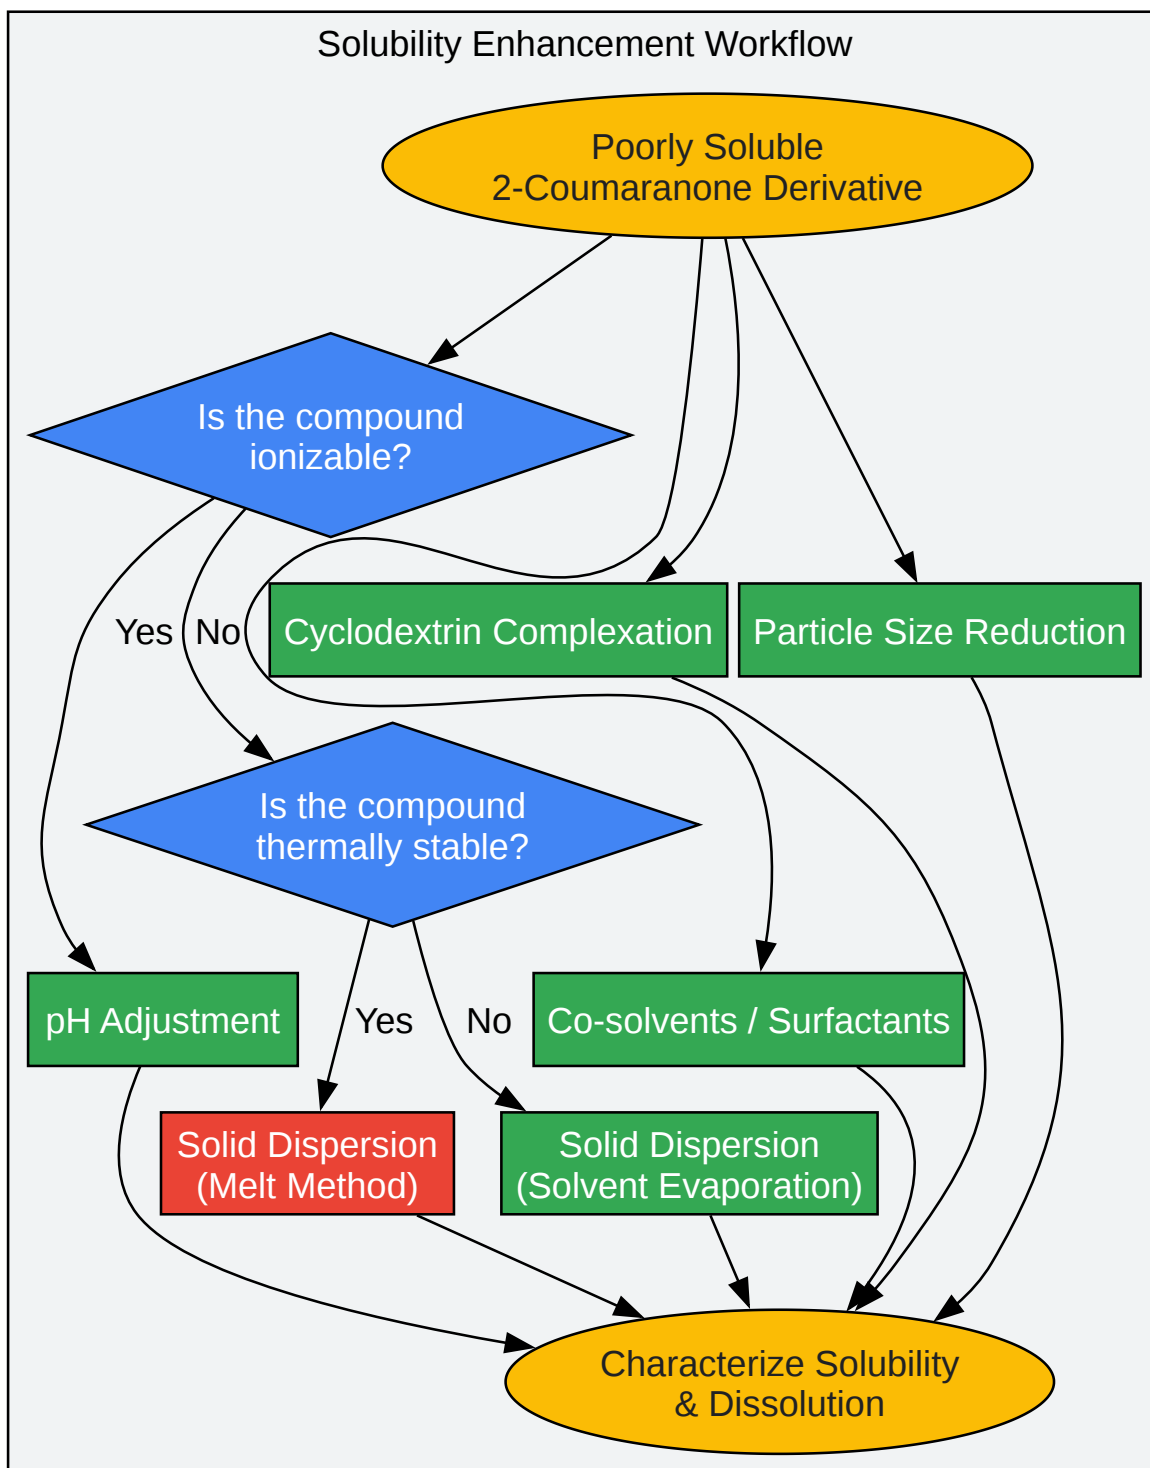 Solubility Enhancement Workflow
Poorly Soluble
2-Coumaranone Derivative
Is the compound
ionizable?
Yes
No
Cyclodextrin Complexation
Particle Size Reduction
Is the compound
thermally stable?
pH Adjustment
Yes
No
Co-solvents / Surfactants
Solid Dispersion
(Melt Method)
Solid Dispersion
(Solvent Evaporation)
Characterize Solubility
& Dissolution